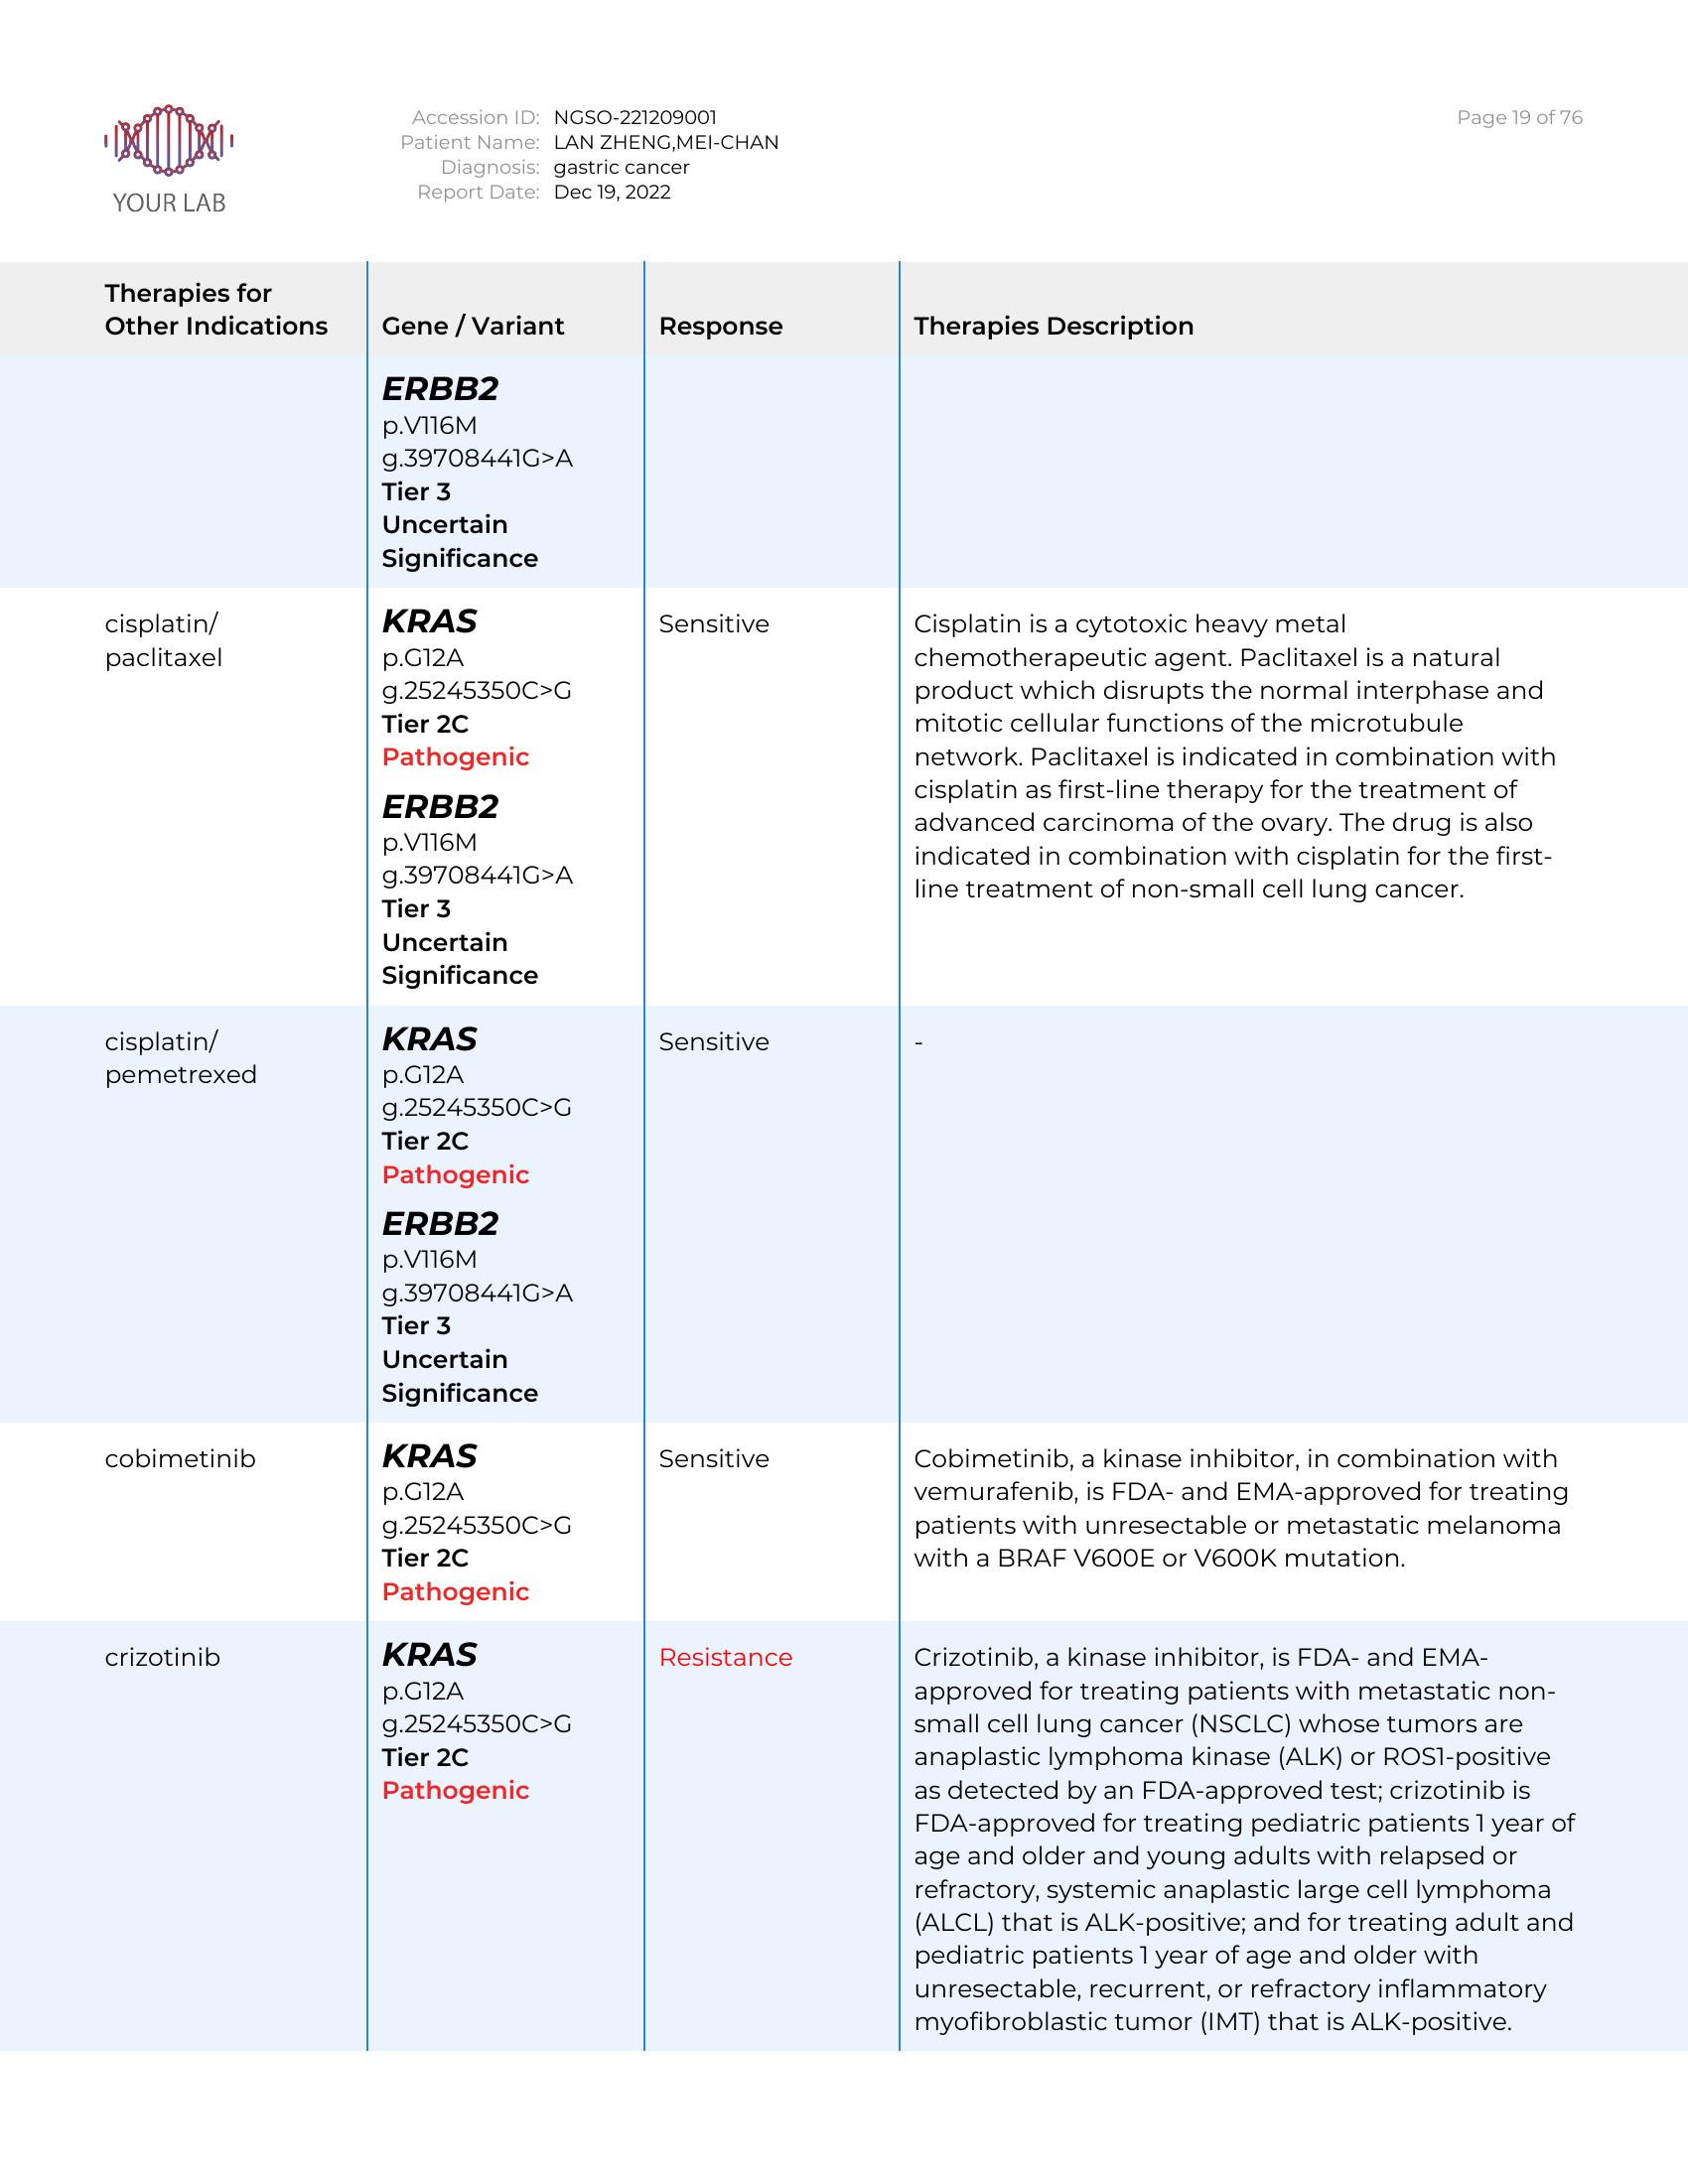 YOUR LAB
Accession ID: NGSO-221209001
Patient Name: LAN ZHENG,MEI-CHAN
Diagnosis: gastric cancer
Report Date: Dec 19, 2022
Page 19 of 76
Therapies for
Other Indications
Gene / Variant
Response
Therapies Description
ERBB2
p.V116M
g.39708441G>A
Tier 3
Uncertain
Significance
cisplatin/
paclitaxel
KRAS
p.G12A
g.25245350C>G
Tier 2C
Pathogenic
ERBB2
p.V116M
g.39708441G>A
Tier 3
Uncertain
Significance
Sensitive
Cisplatin is a cytotoxic heavy metal
chemotherapeutic agent. Paclitaxel is a natural
product which disrupts the normal interphase and
mitotic cellular functions of the microtubule
network. Paclitaxel is indicated in combination with
cisplatin as first-line therapy for the treatment of
advanced carcinoma of the ovary. The drug is also
indicated in combination with cisplatin for the first-
line treatment of non-small cell lung cancer.
cisplatin/
pemetrexed
KRAS
p.G12A
g.25245350C>G
Tier 2C
Pathogenic
ERBB2
p.V116M
g.39708441G>A
Tier 3
Uncertain
Significance
Sensitive
-
cobimetinib
KRAS
p.G12A
g.25245350C>G
Tier 2C
Pathogenic
Sensitive
Cobimetinib, a kinase inhibitor, in combination with
vemurafenib, is FDA- and EMA-approved for treating
patients with unresectable or metastatic melanoma
with a BRAF V600E or V600K mutation.
crizotinib
KRAS
p.G12A
g.25245350C>G
Tier 2C
Pathogenic
Resistance
Crizotinib, a kinase inhibitor, is FDA- and EMA-
approved for treating patients with metastatic non-
small cell lung cancer (NSCLC) whose tumors are
anaplastic lymphoma kinase (ALK) or ROS1-positive
as detected by an FDA-approved test; crizotinib is
FDA-approved for treating pediatric patients 1 year of
age and older and young adults with relapsed or
refractory, systemic anaplastic large cell lymphoma
(ALCL) that is ALK-positive; and for treating adult and
pediatric patients 1 year of age and older with
unresectable, recurrent, or refractory inflammatory
myofibroblastic tumor (IMT) that is ALK-positive.